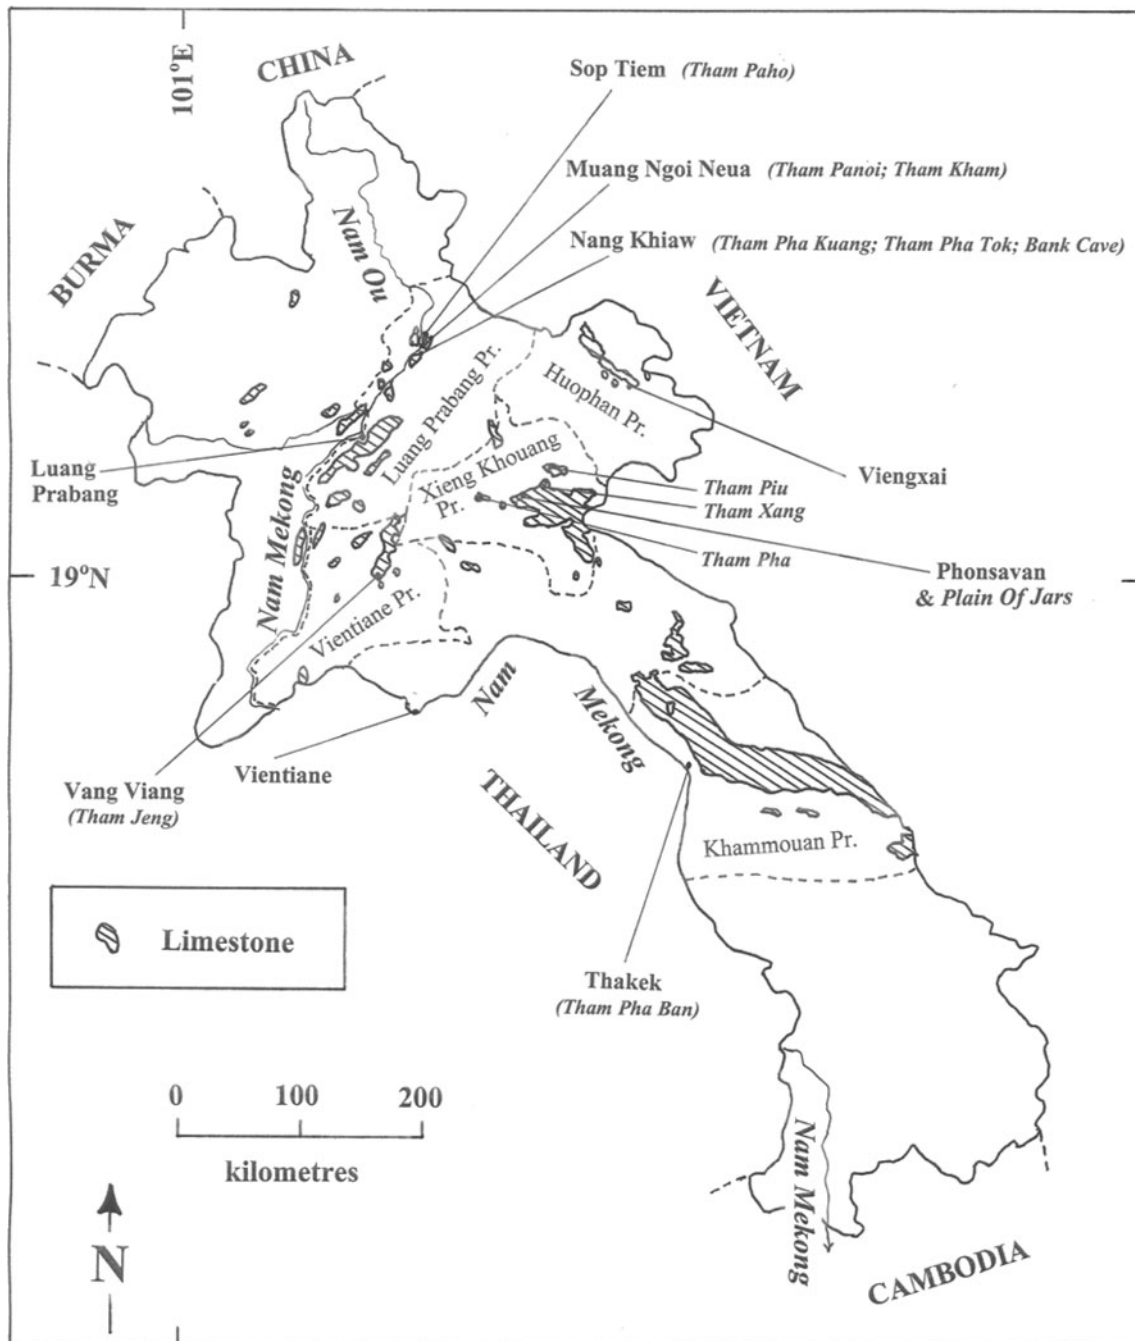 101°E
CHINA
Sop Tiem (Tham Paho)
Muang Ngoi Neua (Tham Panoi; Tham Kham)
Nang Khiaw (Tham Pha Kuang; Tham Pha Tok; Bank Cave)
BURMA
Nam Ou
VIETNAM
Luang Prabang Pr.
Huophan Pr.
Luang
Prabang
Xieng Khouang
Pr.
Viengxai
Tham Piu
Tham Xang
Tham Pha
Nam Mekong
19°N
Phonsavan
& Plain Of Jars
Vientiane Pr.
Nam
Mekong
Vientiane
Vang Viang
(Tham Jeng)
THAILAND
Khammouan Pr.
Limestone
Thakek
(Tham Pha Ban)
0 100 200
kilometres
Nam Mekong
N
CAMBODIA